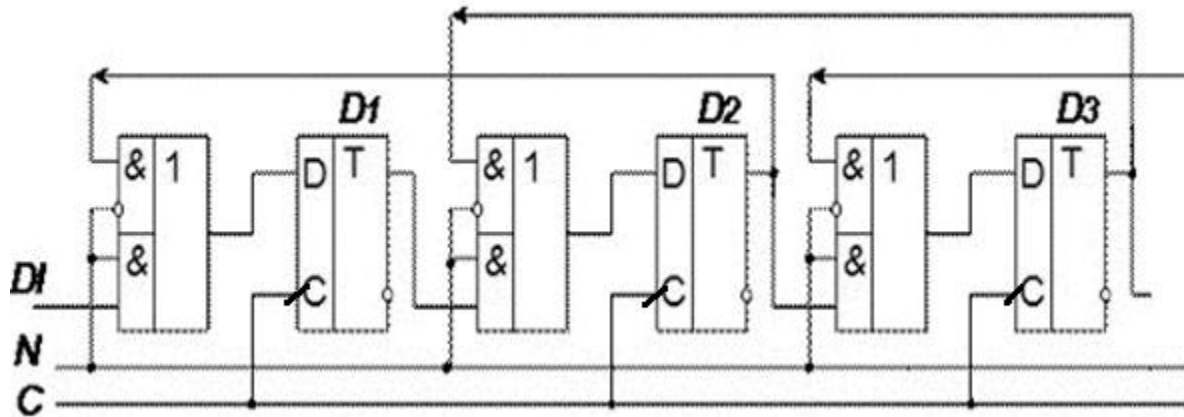 D1 D2 D3
& 1 D T & 1 D T & 1 D T
& C & C & C
DI
N
C